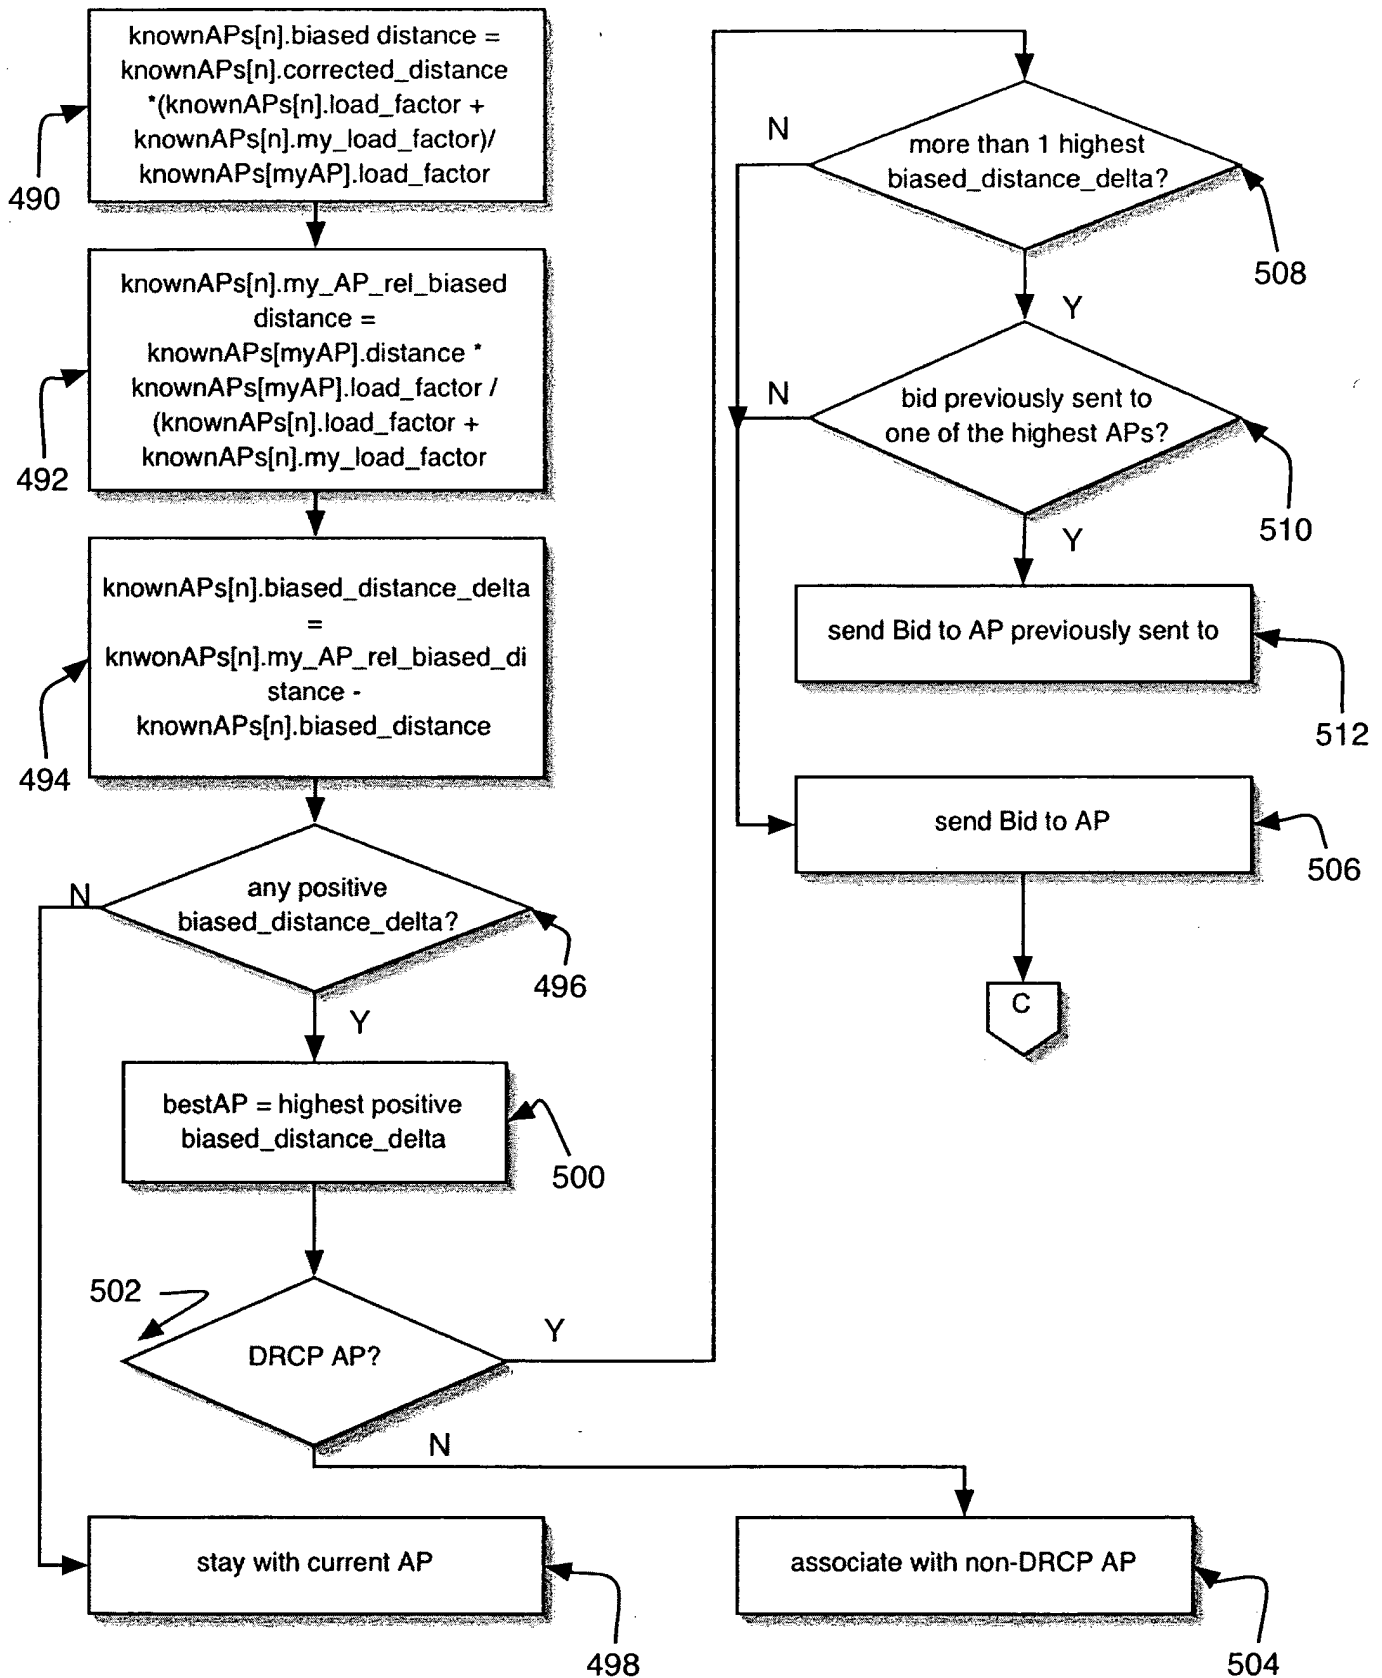 knownAPs[n].biased distance =
knownAPs[n].corrected_distance
*(knownAPs[n].load_factor +
knownAPs[n].my_load_factor)/
knownAPs[myAP].load_factor
490
knownAPs[n].my_AP_rel_biased
distance =
knownAPs[myAP].distance *
knownAPs[myAP].load_factor /
(knownAPs[n].load_factor +
knownAPs[n].my_load_factor
492
knownAPs[n].biased_distance_delta
=
knwonAPs[n].my_AP_rel_biased_di
stance -
knownAPs[n].biased_distance
494
any positive
biased_distance_delta?
N
496
Y
bestAP = highest positive
biased_distance_delta
500
502
DRCP AP?
Y
N
stay with current AP
498
associate with non-DRCP AP
504
more than 1 highest
biased_distance_delta?
N
508
Y
bid previously sent to
one of the highest APs?
N
510
Y
send Bid to AP previously sent to
512
send Bid to AP
506
C